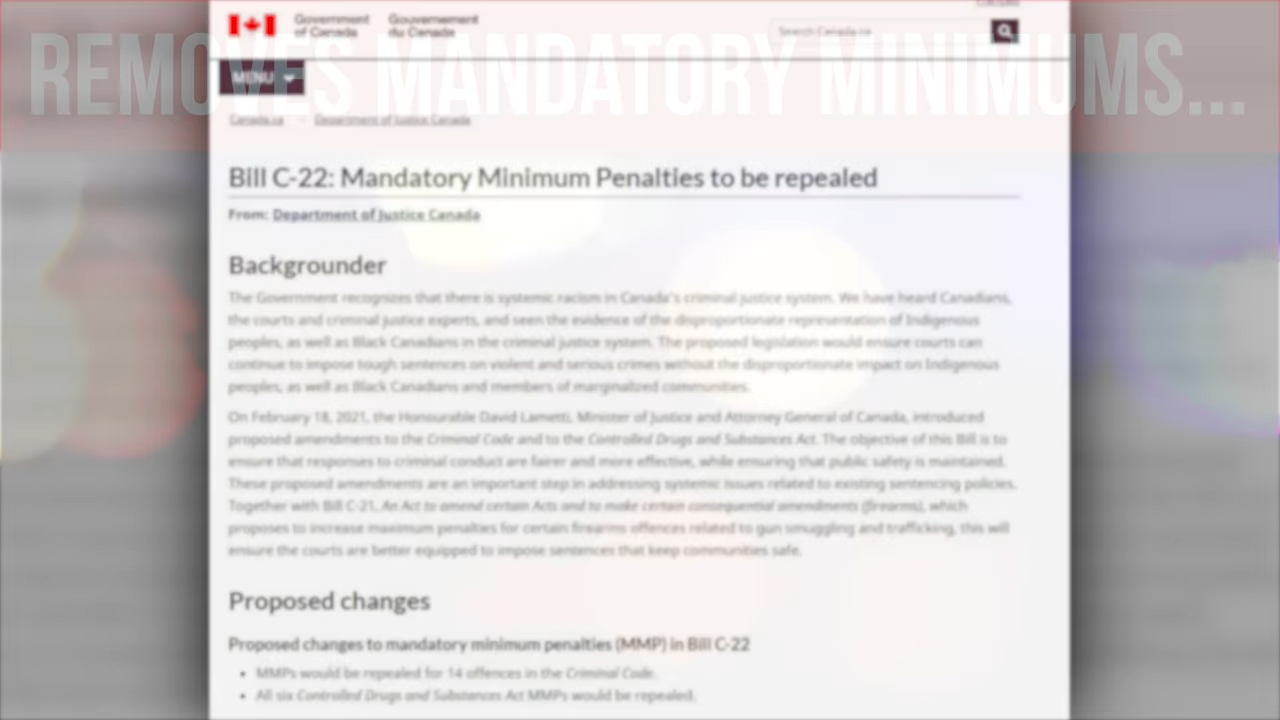 Français
Government
of Canada
Gouvernement
du Canada
Search Canada.ca
REMOVES MANDATORY MINIMUMS...
MENU
Canada.ca → Department of Justice Canada
Bill C-22: Mandatory Minimum Penalties to be repealed
From: Department of Justice Canada
Backgrounder
The Government recognizes that there is systemic racism in Canada's criminal justice system. We have heard Canadians,
the courts and criminal justice experts, and seen the evidence of the disproportionate representation of Indigenous
peoples, as well as Black Canadians in the criminal justice system. The proposed legislation would ensure courts can
continue to impose tough sentences on violent and serious crimes without the disproportionate impact on Indigenous
peoples, as well as Black Canadians and members of marginalized communities.
On February 18, 2021, the Honourable David Lametti, Minister of Justice and Attorney General of Canada, introduced
proposed amendments to the Criminal Code and to the Controlled Drugs and Substances Act. The objective of this Bill is to
ensure that responses to criminal conduct are fairer and more effective, while ensuring that public safety is maintained.
These proposed amendments are an important step in addressing systemic issues related to existing sentencing policies.
Together with Bill C-21, An Act to amend certain Acts and to make certain consequential amendments (firearms), which
proposes to increase maximum penalties for certain firearms offences related to gun smuggling and trafficking, this will
ensure the courts are better equipped to impose sentences that keep communities safe.
Proposed changes
Proposed changes to mandatory minimum penalties (MMP) in Bill C-22
• MMPs would be repealed for 14 offences in the Criminal Code.
• All six Controlled Drugs and Substances Act MMPs would be repealed.